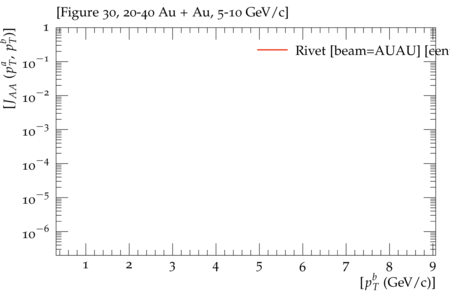 [Figure 30, 20-40 Au + Au, 5-10 GeV/c]
1
Rivet [beam=AUAU] [cen
10⁻¹
10⁻²
10⁻³
10⁻⁴
10⁻⁵
10⁻⁶
[J_{AA} (p_T^a, p_T^b)]
1 2 3 4 5 6 7 8 9
[p_T^b (GeV/c)]